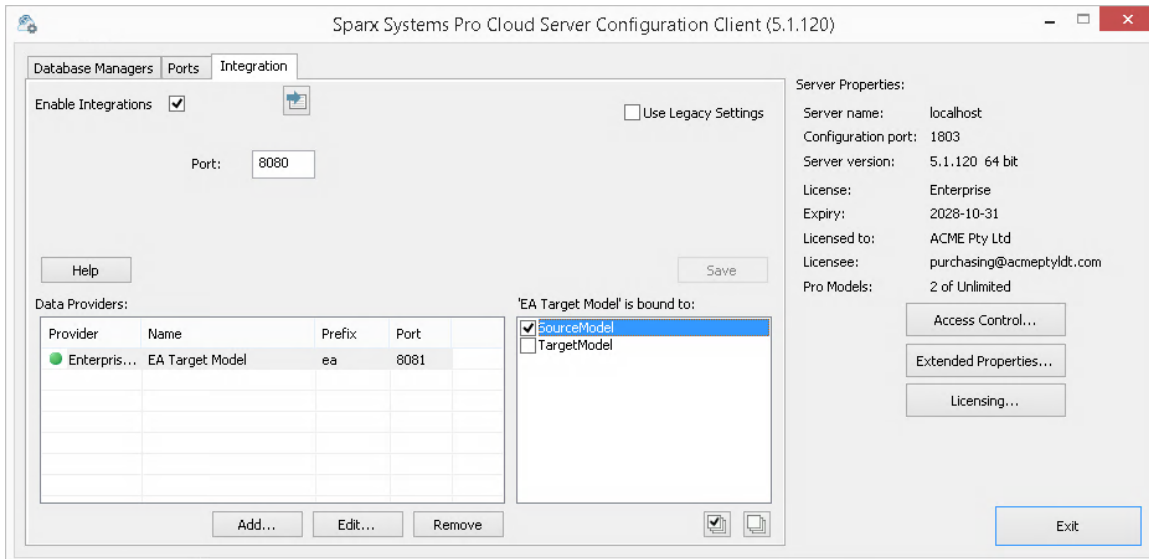 Sparx Systems Pro Cloud Server Configuration Client (5.1.120)
Database Managers Ports Integration
Enable Integrations
Use Legacy Settings
Port: 8080
Help Save
Data Providers:
Provider Name Prefix Port
Enterpris... EA Target Model ea 8081
Add... Edit... Remove
'EA Target Model' is bound to:
SourceModel
TargetModel
Server Properties:
Server name: localhost
Configuration port: 1803
Server version: 5.1.120 64 bit
License: Enterprise
Expiry: 2028-10-31
Licensed to: ACME Pty Ltd
Licensee: purchasing@acmeptyldt.com
Pro Models: 2 of Unlimited
Access Control...
Extended Properties...
Licensing...
Exit